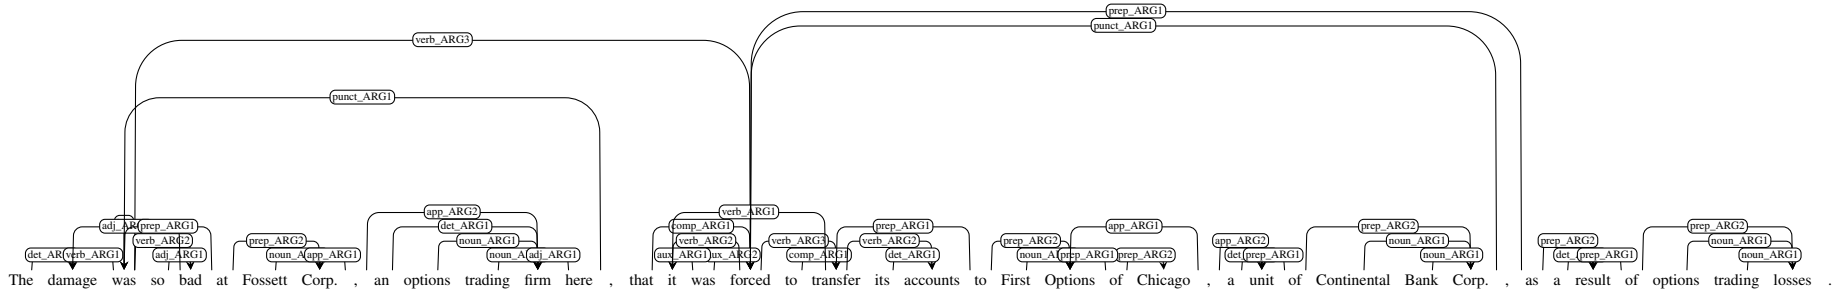 prep_ARG1
punct_ARG1
verb_ARG3
punct_ARG1
app_ARG2 verb_ARG1
prep_ARG1 det_ARG1 comp_ARG1 prep_ARG1 app_ARG1 prep_ARG2 prep_ARG2
verb_ARG2 prep_ARG2 noun_ARG1 verb_ARG2 verb_ARG3 verb_ARG2 prep_ARG2 app_ARG2 noun_ARG1 prep_ARG2 noun_ARG1
verb_ARG1 adj_ARG1 app_ARG1 adj_ARG1 aux_ARG1 comp_ARG1 det_ARG1 prep_ARG1 prep_ARG2 prep_ARG1 noun_ARG1 prep_ARG1 noun_ARG1
The damage was so bad at Fossett Corp. , an options trading firm here , that it was forced to transfer its accounts to First Options of Chicago , a unit of Continental Bank Corp. , as a result of options trading losses .